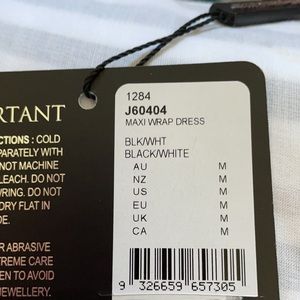 RTANT
CTIONS : COLD
PARATELY WITH
NOT MACHINE
LEACH. DO NOT
WRING. DO NOT
DRY FLAT IN
DE.
R ABRASIVE
TREME CARE
EN TO AVOID
JEWELLERY.
1284
J60404
MAXI WRAP DRESS
BLK/WHT
BLACK/WHITE
AU M
NZ M
US M
EU M
UK M
CA M
9 326659 657305